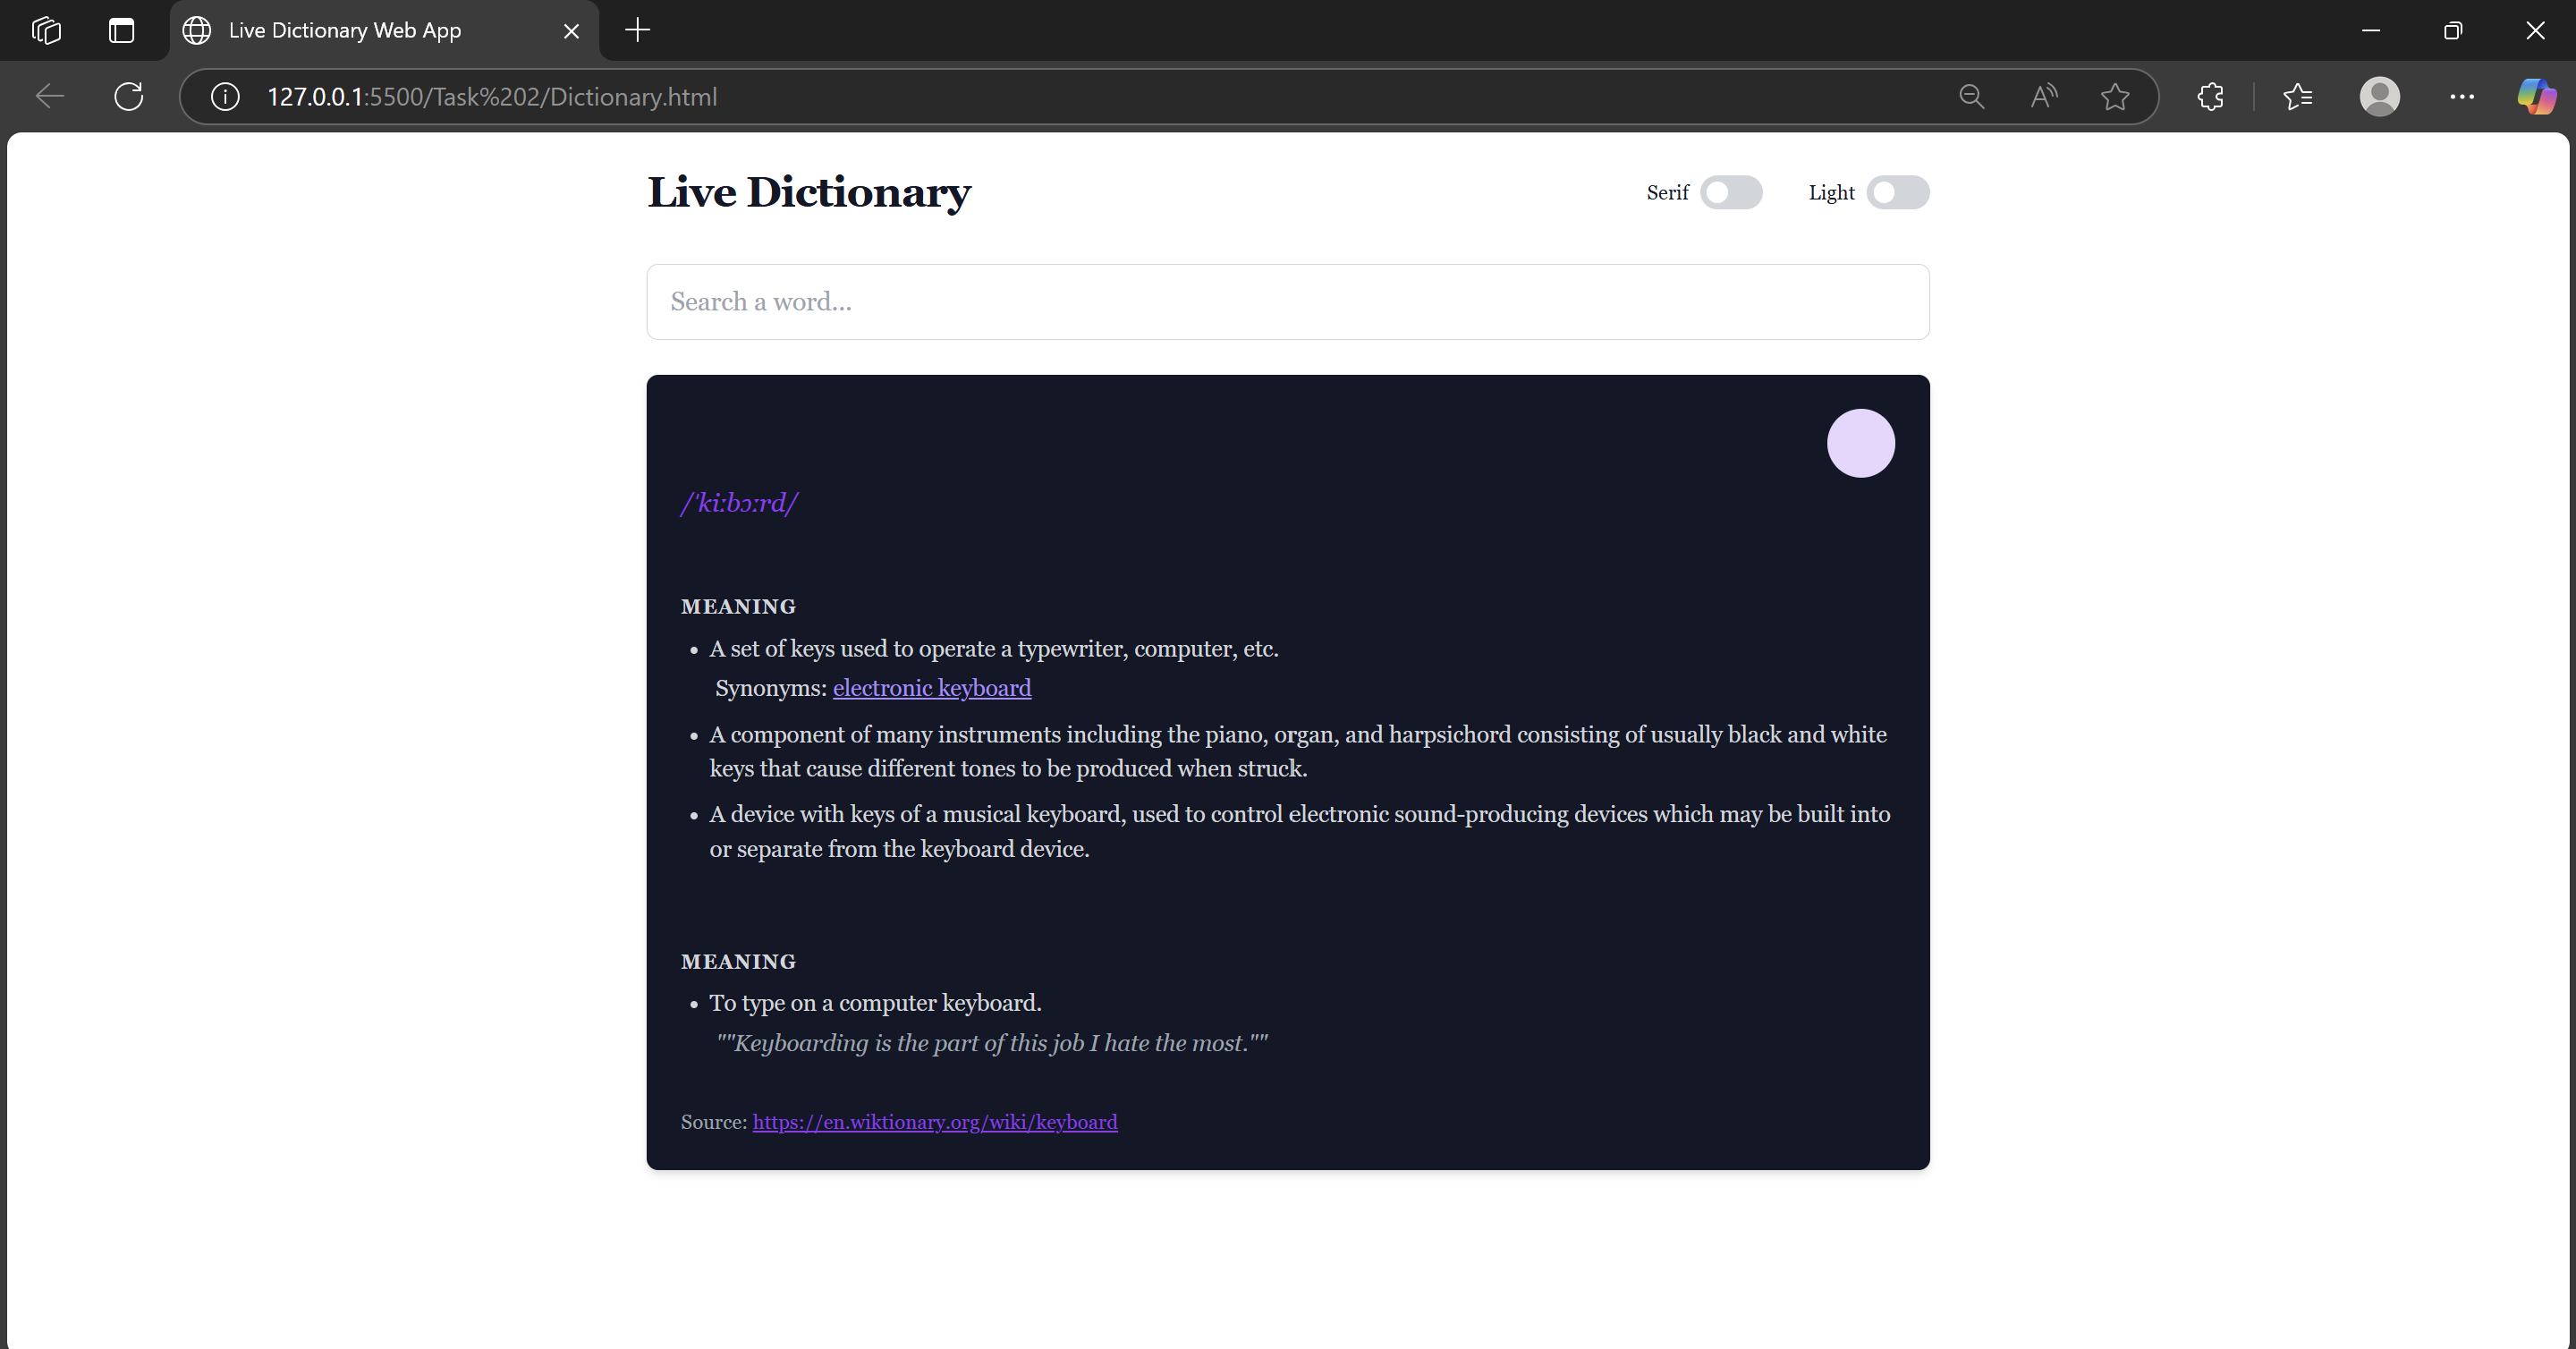 Live Dictionary Web App
127.0.0.1:5500/Task%202/Dictionary.html
Live Dictionary
Serif
Light
Search a word...
/ˈkiːbɔːrd/
MEANING
• A set of keys used to operate a typewriter, computer, etc.
Synonyms: electronic keyboard
• A component of many instruments including the piano, organ, and harpsichord consisting of usually black and white
keys that cause different tones to be produced when struck.
• A device with keys of a musical keyboard, used to control electronic sound-producing devices which may be built into
or separate from the keyboard device.
MEANING
• To type on a computer keyboard.
""Keyboarding is the part of this job I hate the most.""
Source: https://en.wiktionary.org/wiki/keyboard